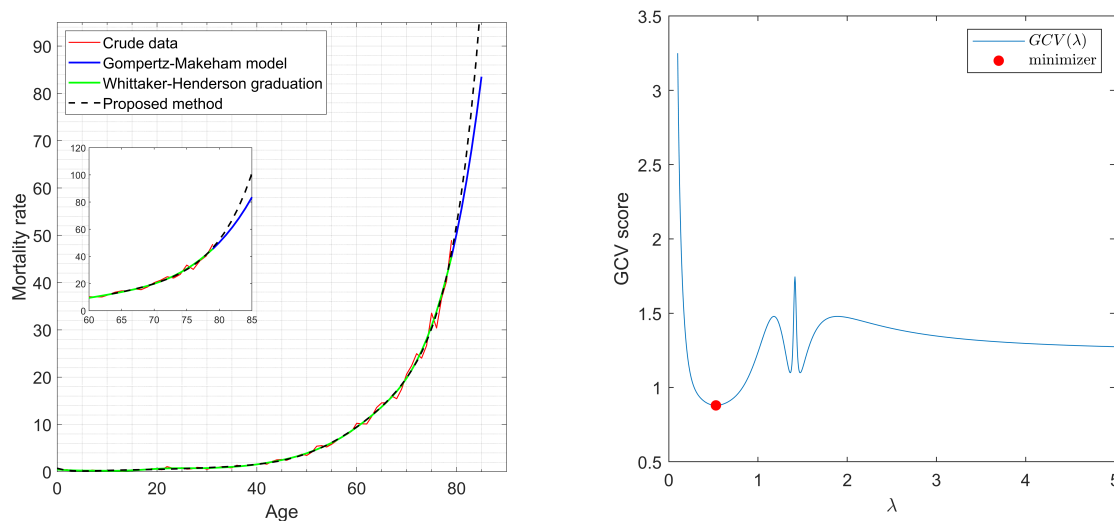 Crude data
Gompertz-Makeham model
Whittaker-Henderson graduation
Proposed method
90
80
70
60
50
40
30
20
10
0
Mortality rate
120
100
80
60
40
20
0
60 65 70 75 80 85
0 20 40 60 80
Age
3.5
3
2.5
2
1.5
1
0.5
GCV score
GCV(λ)
minimizer
0 1 2 3 4 5
λ